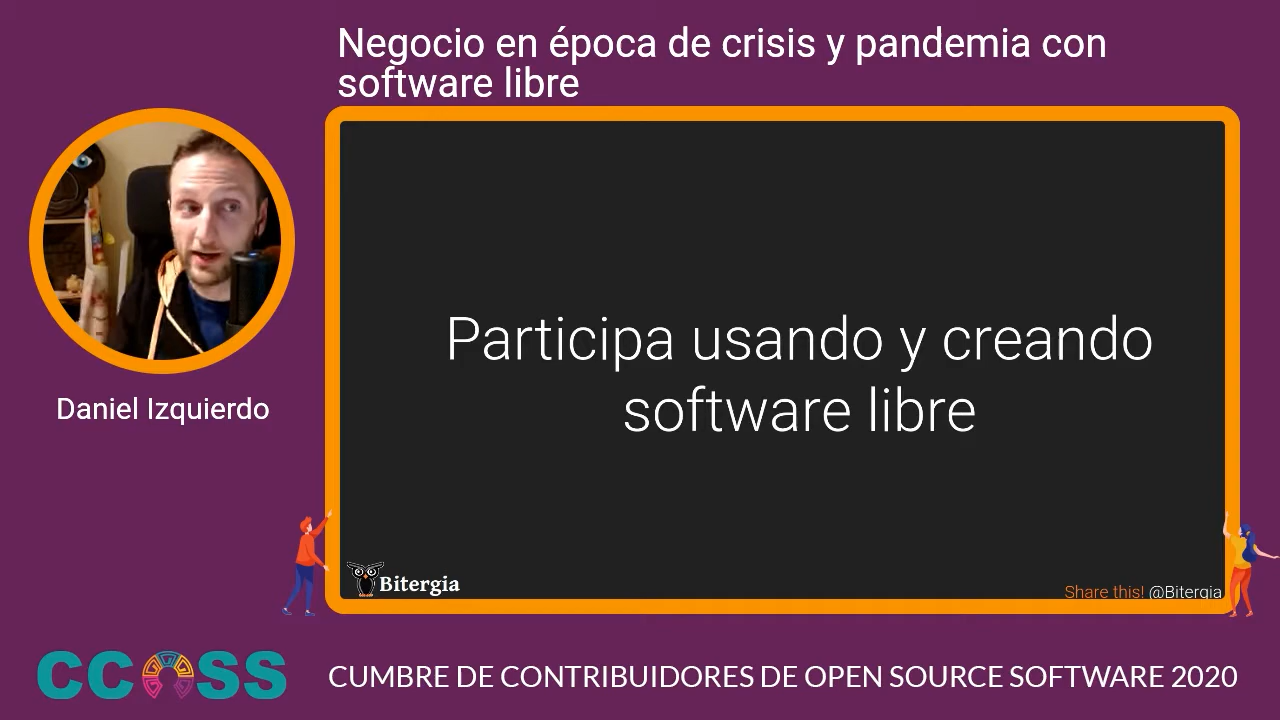 Negocio en época de crisis y pandemia con
software libre
Participa usando y creando
software libre
Daniel Izquierdo
Bitergia
Share this! @Bitergia
CCOSS
CUMBRE DE CONTRIBUIDORES DE OPEN SOURCE SOFTWARE 2020